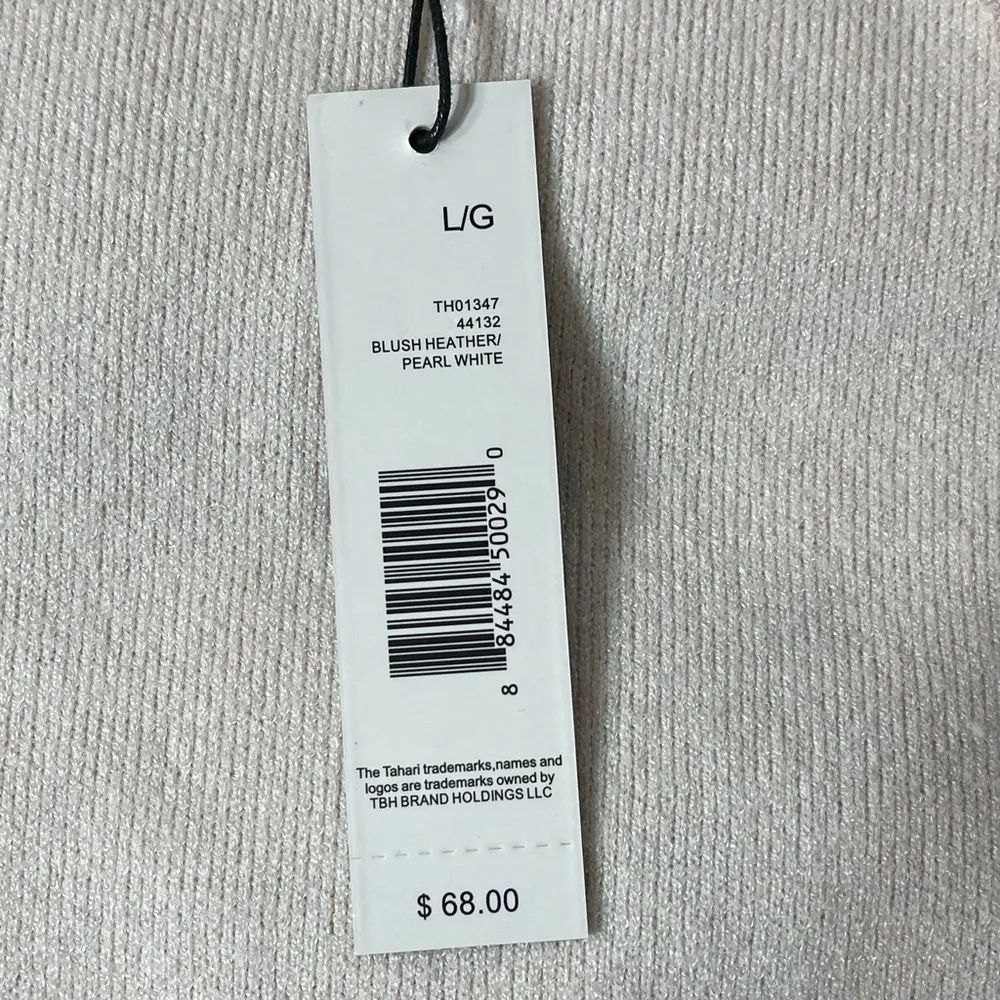 L/G
TH01347
44132
BLUSH HEATHER/
PEARL WHITE
8 84484 50029 0
The Tahari trademarks,names and
logos are trademarks owned by
TBH BRAND HOLDINGS LLC
$ 68.00